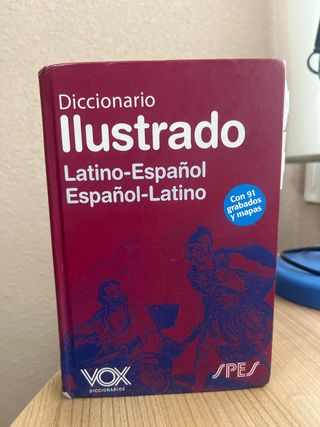 Diccionario
Ilustrado
Latino-Español
Español-Latino
Con 91
grabados
y mapas
VOX
DICCIONARIOS
SPES